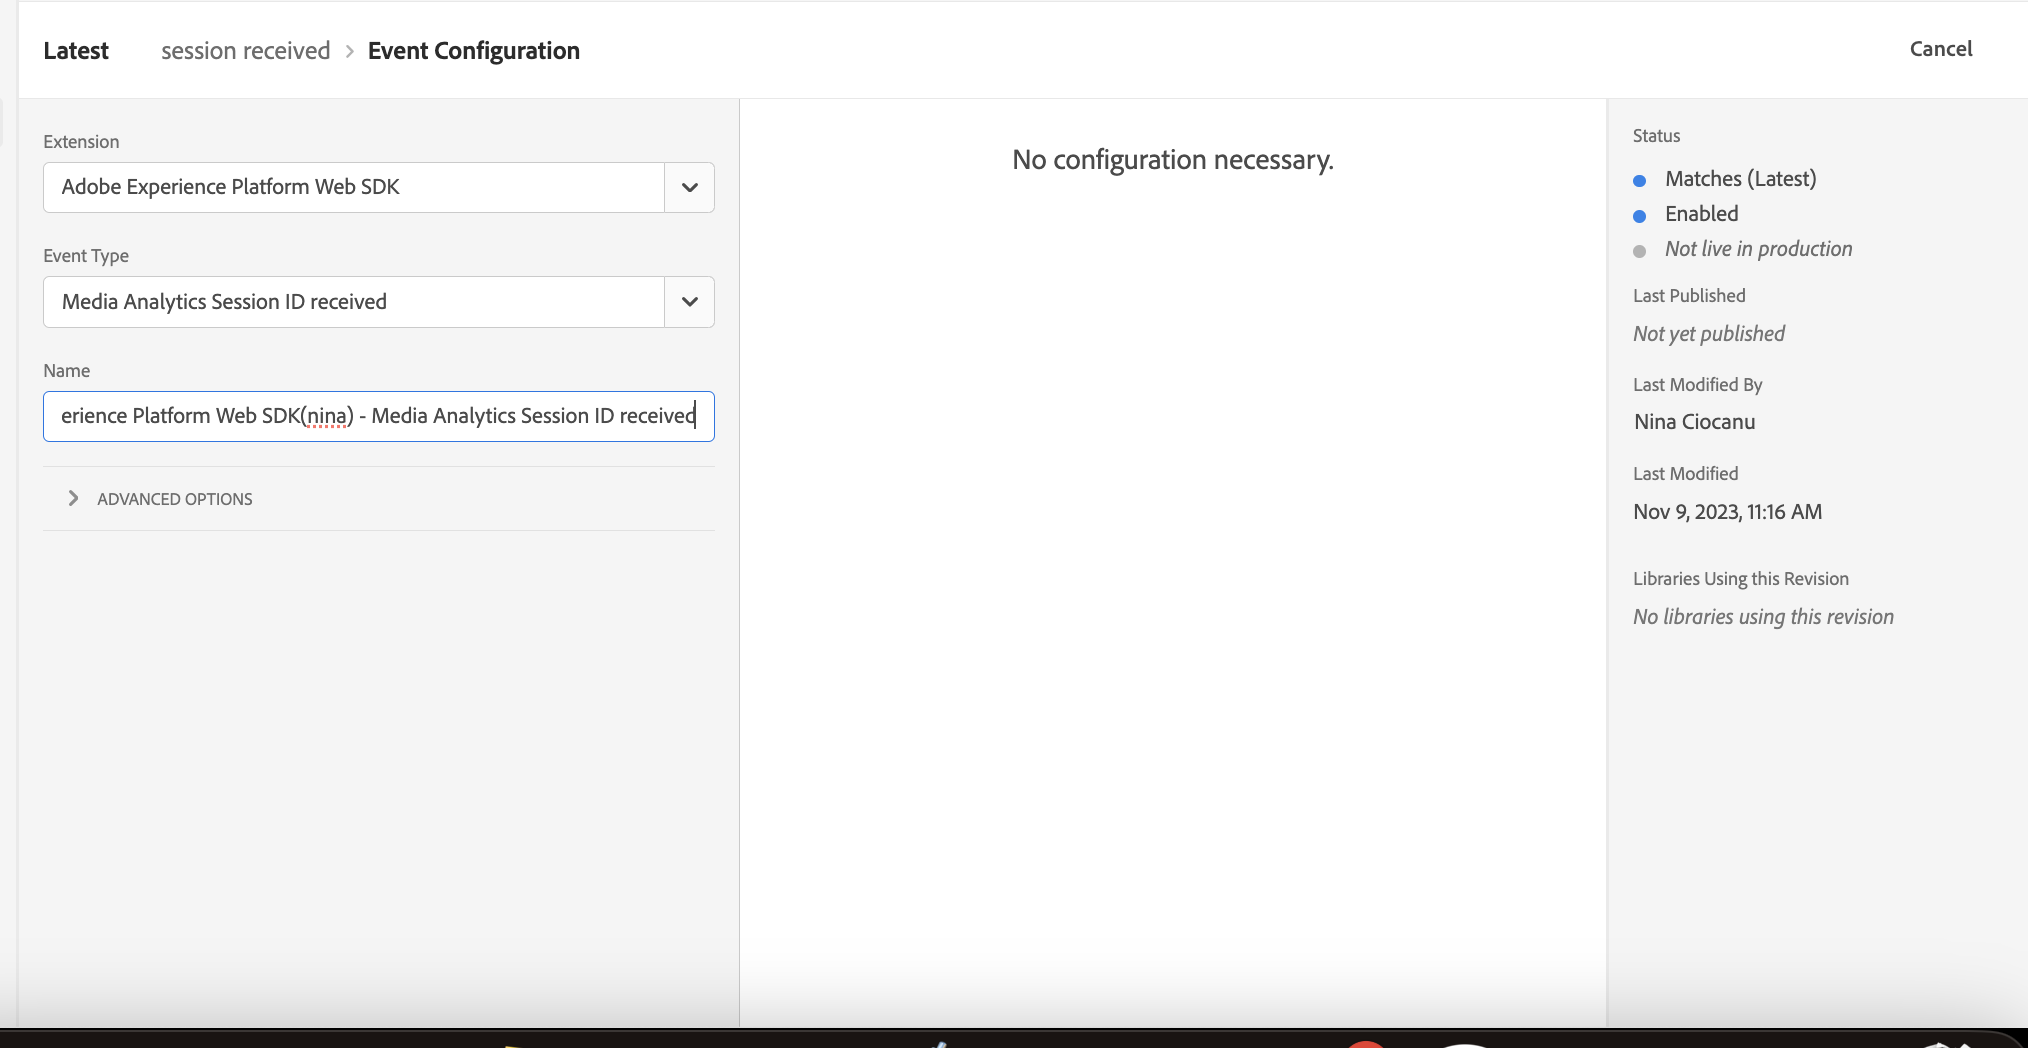 Latest session received > Event Configuration
Cancel
Extension
Adobe Experience Platform Web SDK
Event Type
Media Analytics Session ID received
Name
erience Platform Web SDK(nina) - Media Analytics Session ID received
ADVANCED OPTIONS
No configuration necessary.
Status
Matches (Latest)
Enabled
Not live in production
Last Published
Not yet published
Last Modified By
Nina Ciocanu
Last Modified
Nov 9, 2023, 11:16 AM
Libraries Using this Revision
No libraries using this revision